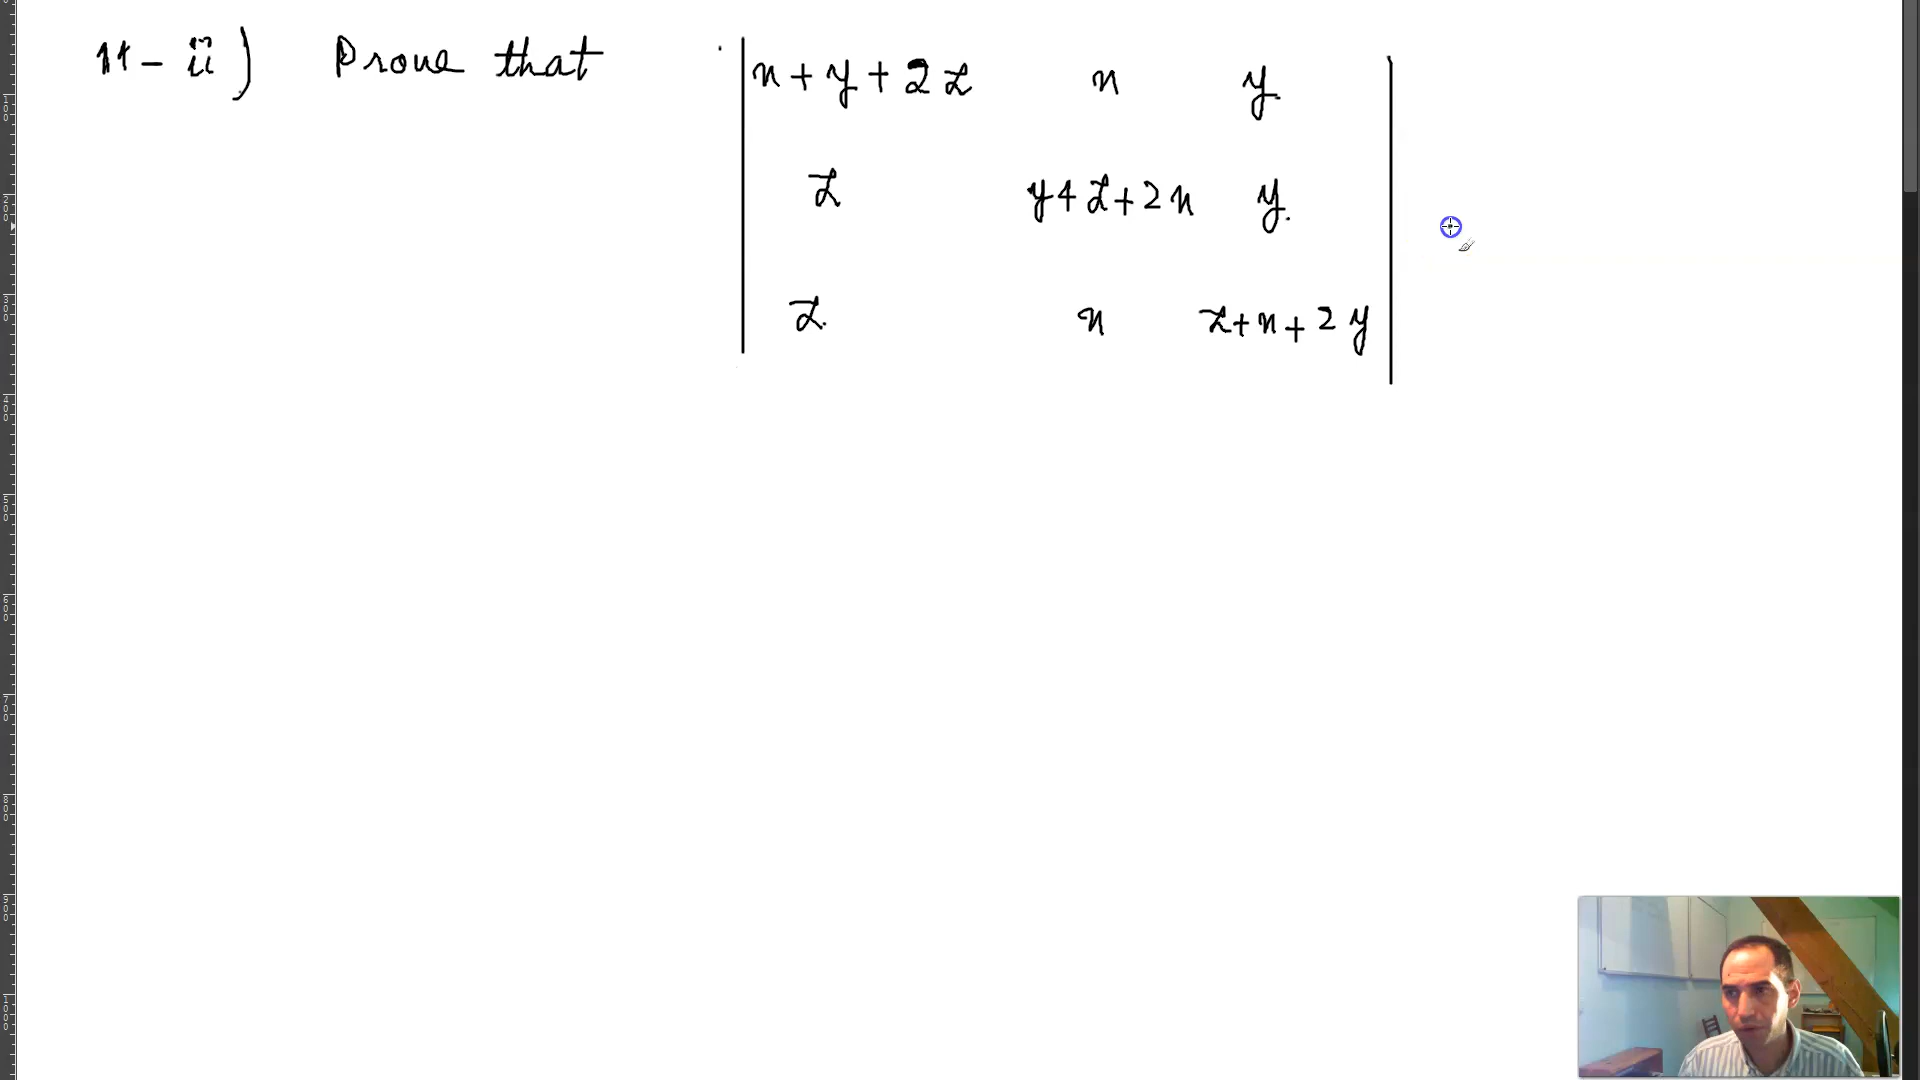 11-ii) Prove that | x+y+2z x y |
| z y+z+2x y |
| z x z+x+2y |